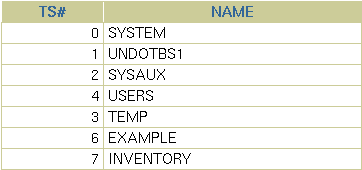 TS# NAME
0 SYSTEM
1 UNDOTBS1
2 SYSAUX
4 USERS
3 TEMP
6 EXAMPLE
7 INVENTORY